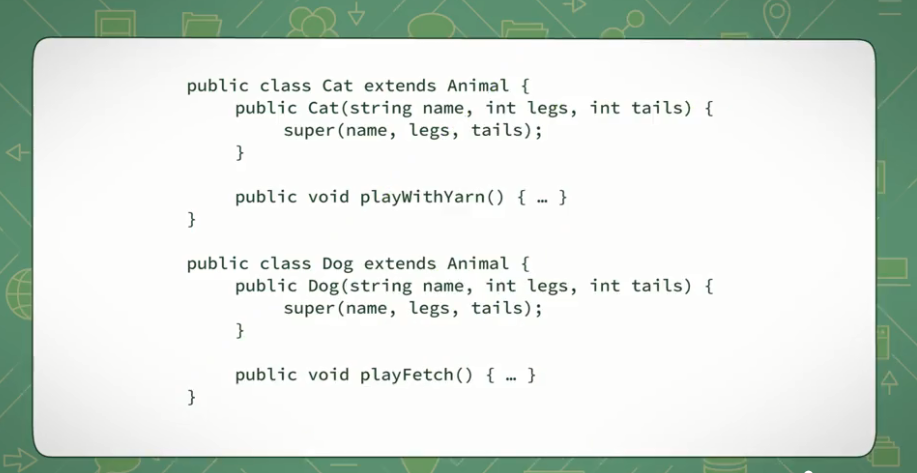 public class Cat extends Animal {
public Cat(string name, int legs, int tails) {
super(name, legs, tails);
}
public void playWithYarn() { … }
}
public class Dog extends Animal {
public Dog(string name, int legs, int tails) {
super(name, legs, tails);
}
public void playFetch() { … }
}